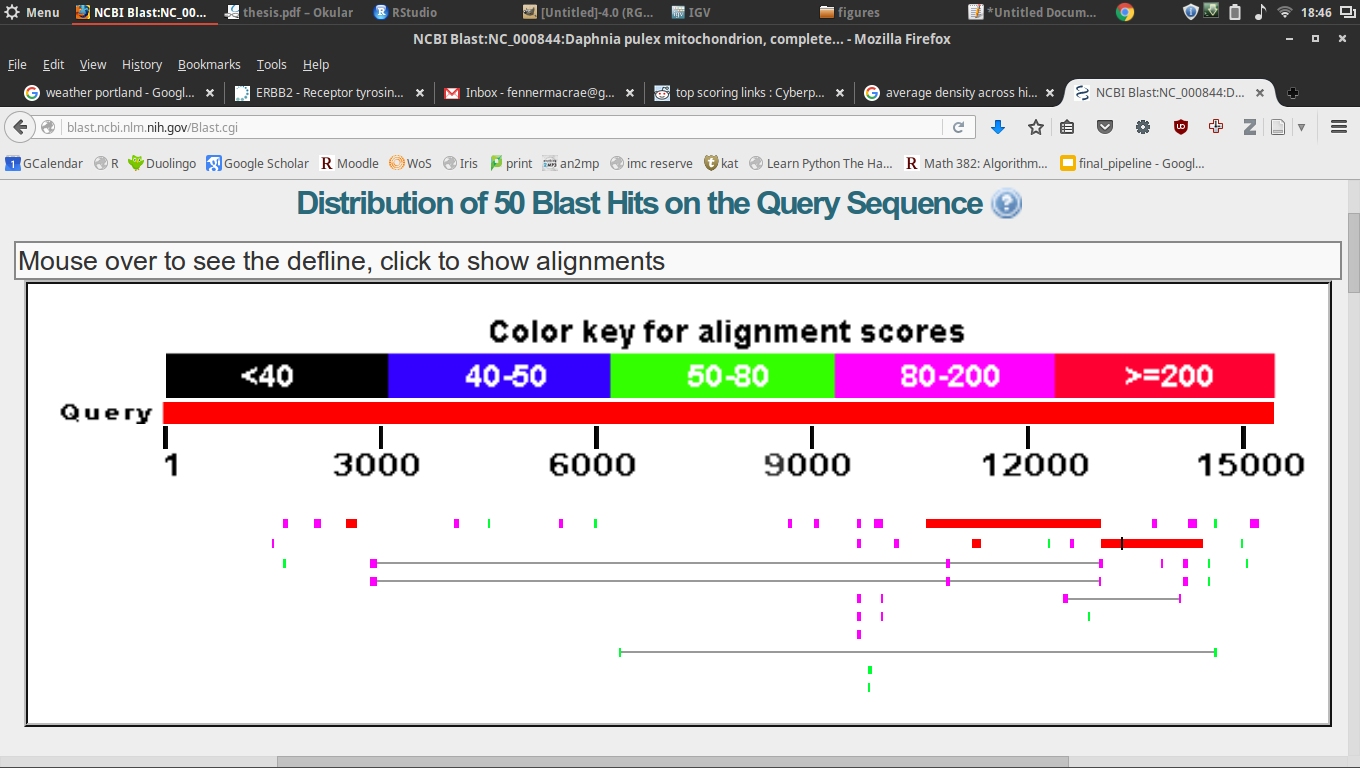 Menu NCBI Blast:NC_00... thesis.pdf – Okular RStudio [Untitled]-4.0 (RG... IGV figures *Untitled Docum... 18:46
NCBI Blast:NC_000844:Daphnia pulex mitochondrion, complete... - Mozilla Firefox
File Edit View History Bookmarks Tools Help
weather portland - Googl... ERBB2 - Receptor tyrosin... Inbox - fennermacrae@g... top scoring links : Cyberp... average density across hi... NCBI Blast:NC_000844:D...
blast.ncbi.nlm.nih.gov/Blast.cgi
GCalendar R Duolingo Google Scholar Moodle WoS Iris print an2mp imc reserve kat Learn Python The Ha... Math 382: Algorithm... final_pipeline - Googl...
Distribution of 50 Blast Hits on the Query Sequence
Mouse over to see the defline, click to show alignments
Color key for alignment scores
<40 40-50 50-80 80-200 >=200
Query
1 3000 6000 9000 12000 15000